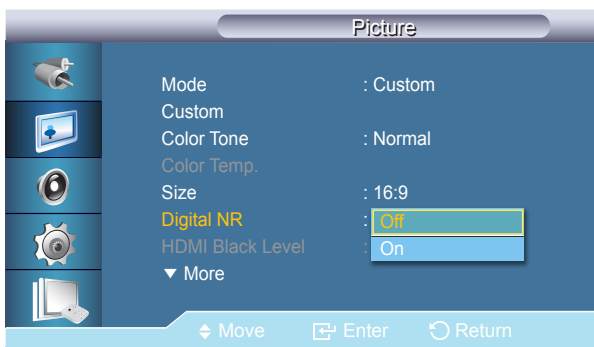 Picture
Mode : Custom
Custom
Color Tone : Normal
Color Temp.
Size : 16:9
Digital NR : Off
HDMI Black Level : On
▼ More
Move Enter Return